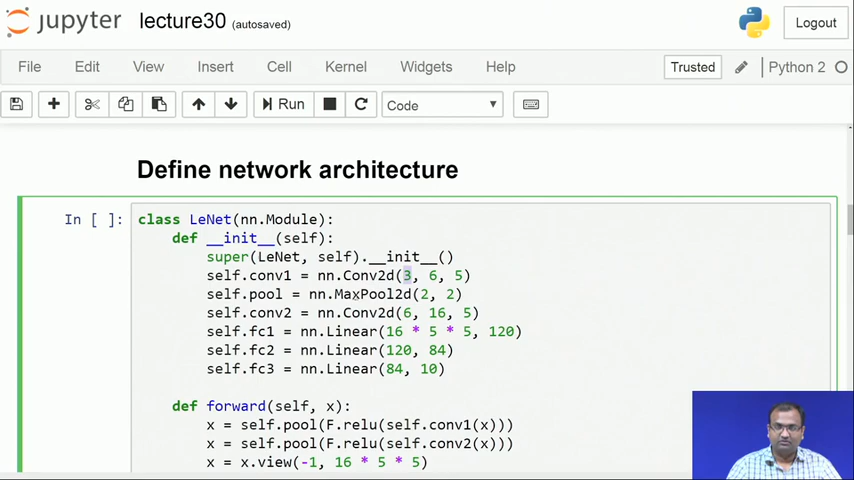 jupyter lecture30 (autosaved) Logout
File Edit View Insert Cell Kernel Widgets Help Trusted Python 2
Run Code
Define network architecture
In [ ]: class LeNet(nn.Module):
def __init__(self):
super(LeNet, self).__init__()
self.conv1 = nn.Conv2d(3, 6, 5)
self.pool = nn.MaxPool2d(2, 2)
self.conv2 = nn.Conv2d(6, 16, 5)
self.fc1 = nn.Linear(16 * 5 * 5, 120)
self.fc2 = nn.Linear(120, 84)
self.fc3 = nn.Linear(84, 10)
def forward(self, x):
x = self.pool(F.relu(self.conv1(x)))
x = self.pool(F.relu(self.conv2(x)))
x = x.view(-1, 16 * 5 * 5)